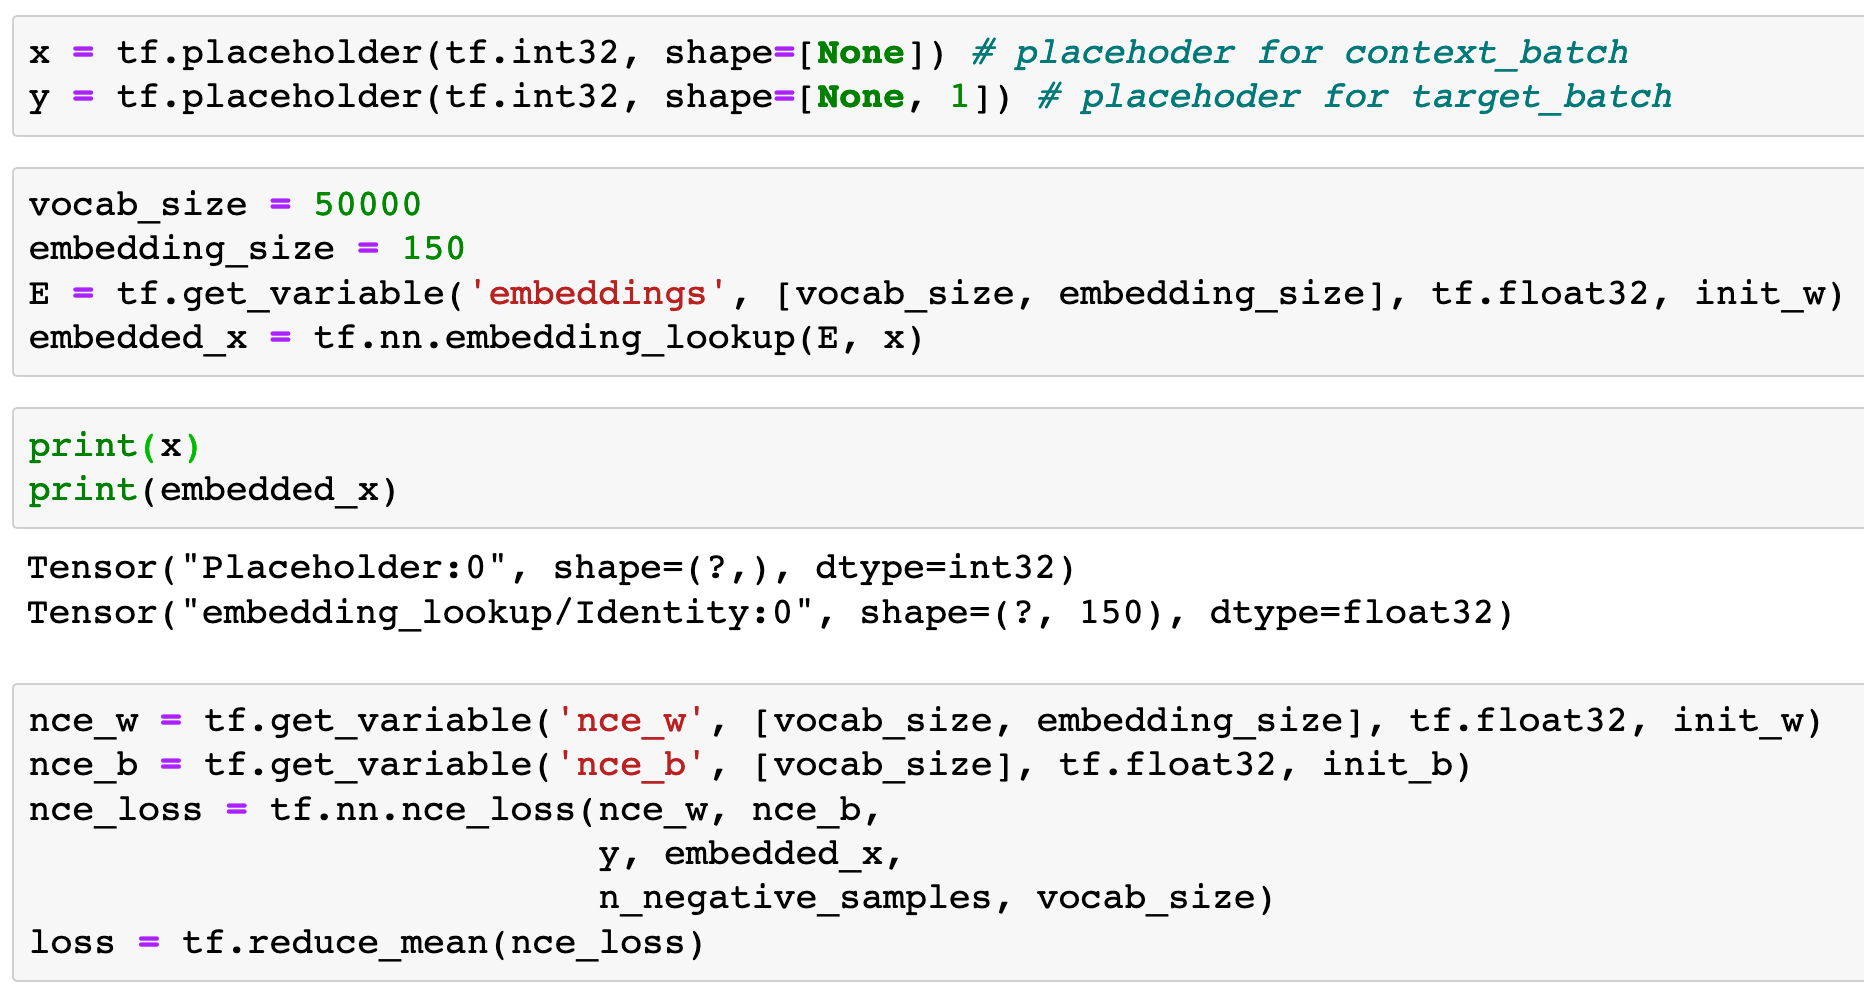 x = tf.placeholder(tf.int32, shape=[None]) # placehoder for context_batch
y = tf.placeholder(tf.int32, shape=[None, 1]) # placehoder for target_batch
vocab_size = 50000
embedding_size = 150
E = tf.get_variable('embeddings', [vocab_size, embedding_size], tf.float32, init_w)
embedded_x = tf.nn.embedding_lookup(E, x)
print(x)
print(embedded_x)
Tensor("Placeholder:0", shape=(?,), dtype=int32)
Tensor("embedding_lookup/Identity:0", shape=(?, 150), dtype=float32)
nce_w = tf.get_variable('nce_w', [vocab_size, embedding_size], tf.float32, init_w)
nce_b = tf.get_variable('nce_b', [vocab_size], tf.float32, init_b)
nce_loss = tf.nn.nce_loss(nce_w, nce_b,
                          y, embedded_x,
                          n_negative_samples, vocab_size)
loss = tf.reduce_mean(nce_loss)